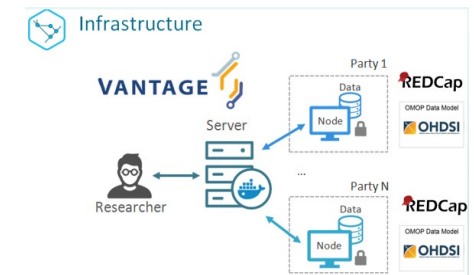 Infrastructure
VANTAGE
Server
Researcher
Party 1
Data
Node
REDCap
OMOP Data Model
OHDSI
...
Party N
Data
Node
REDCap
OMOP Data Model
OHDSI